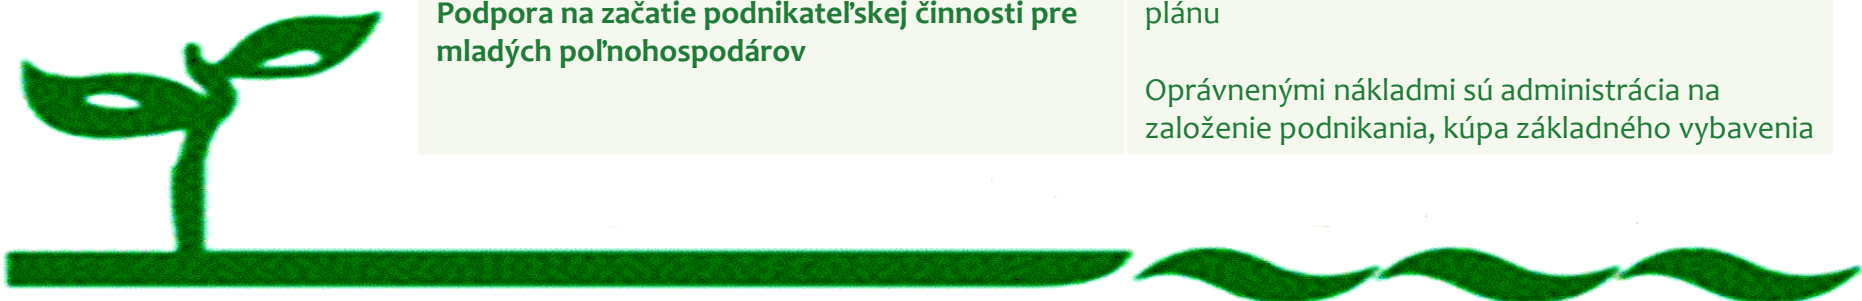 Podpora na začatie podnikateľskej činnosti pre
mladých poľnohospodárov
plánu
Oprávnenými nákladmi sú administrácia na
založenie podnikania, kúpa základného vybavenia